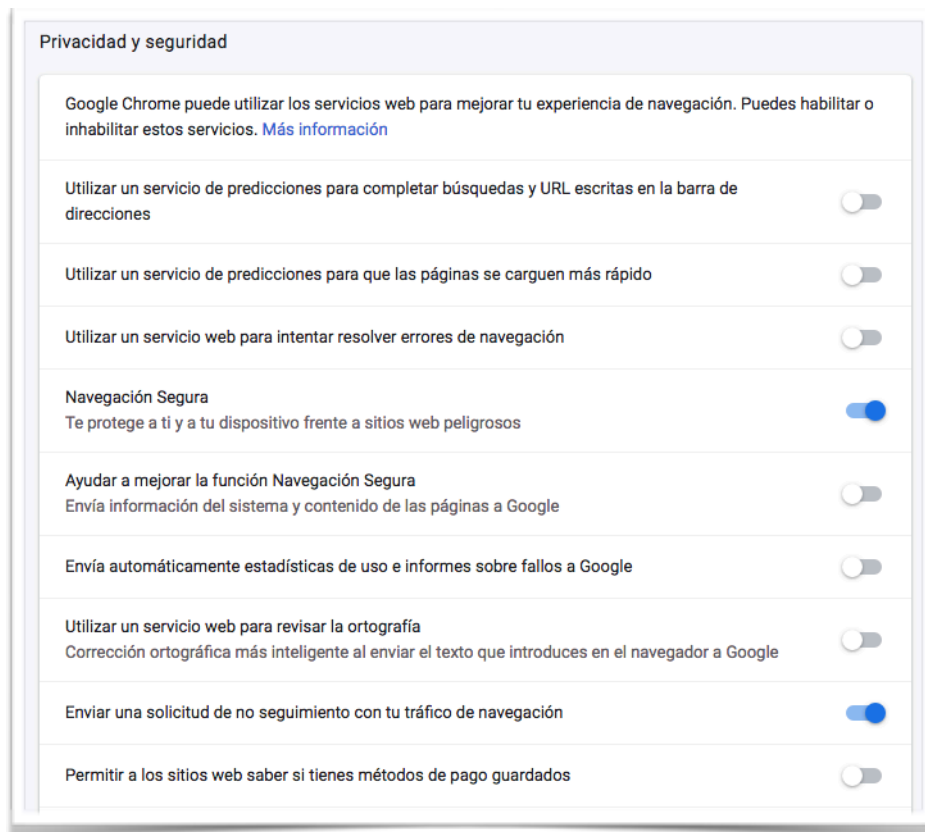 Privacidad y seguridad
Google Chrome puede utilizar los servicios web para mejorar tu experiencia de navegación. Puedes habilitar o
inhabilitar estos servicios. Más información
Utilizar un servicio de predicciones para completar búsquedas y URL escritas en la barra de
direcciones
Utilizar un servicio de predicciones para que las páginas se carguen más rápido
Utilizar un servicio web para intentar resolver errores de navegación
Navegación Segura
Te protege a ti y a tu dispositivo frente a sitios web peligrosos
Ayudar a mejorar la función Navegación Segura
Envía información del sistema y contenido de las páginas a Google
Envía automáticamente estadísticas de uso e informes sobre fallos a Google
Utilizar un servicio web para revisar la ortografía
Corrección ortográfica más inteligente al enviar el texto que introduces en el navegador a Google
Enviar una solicitud de no seguimiento con tu tráfico de navegación
Permitir a los sitios web saber si tienes métodos de pago guardados